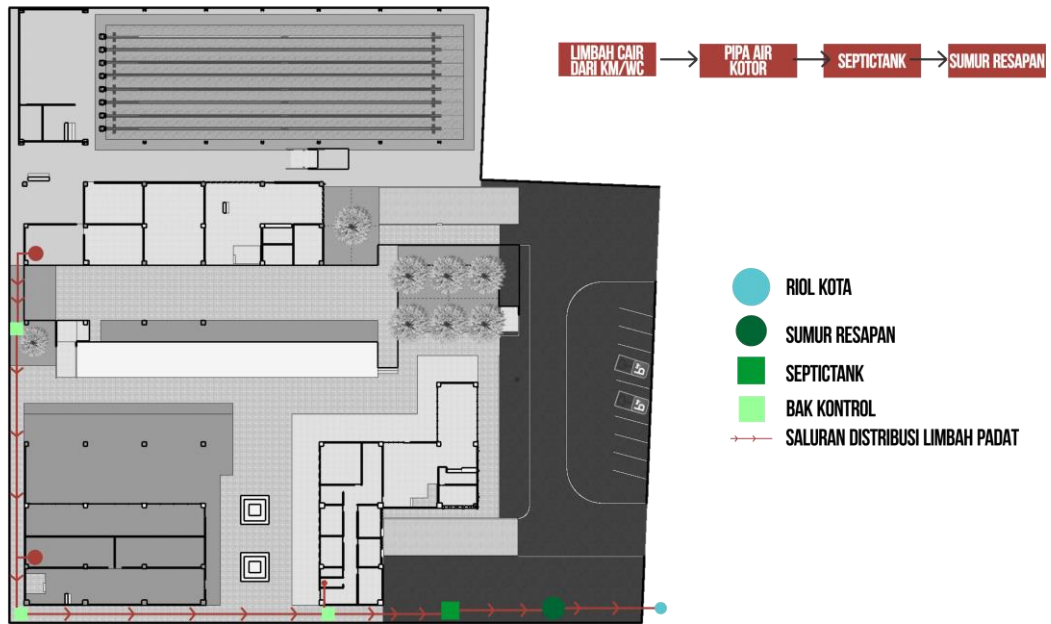 LIMBAH CAIR
DARI KM/WC
PIPA AIR
KOTOR
SEPTICTANK
SUMUR RESAPAN
RIOL KOTA
SUMUR RESAPAN
SEPTICTANK
BAK KONTROL
SALURAN DISTRIBUSI LIMBAH PADAT